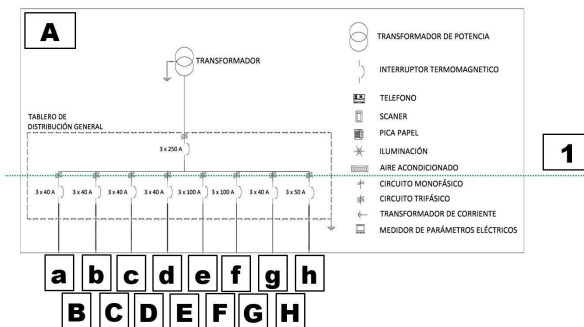 A
TRANSFORMADOR
TABLERO DE
DISTRIBUCIÓN GENERAL
3 x 250 A
3 x 40 A 3 x 40 A 3 x 40 A 3 x 40 A 3 x 100 A 3 x 100 A 3 x 40 A 3 x 50 A
a b c d e f g h
B C D E F G H
TRANSFORMADOR DE POTENCIA
INTERRUPTOR TERMOMAGNETICO
TELEFONO
SCANER
PICA PAPEL
ILUMINACIÓN
AIRE ACONDICIONADO
CIRCUITO MONOFÁSICO
CIRCUITO TRIFÁSICO
TRANSFORMADOR DE CORRIENTE
MEDIDOR DE PARÁMETROS ELÉCTRICOS
1